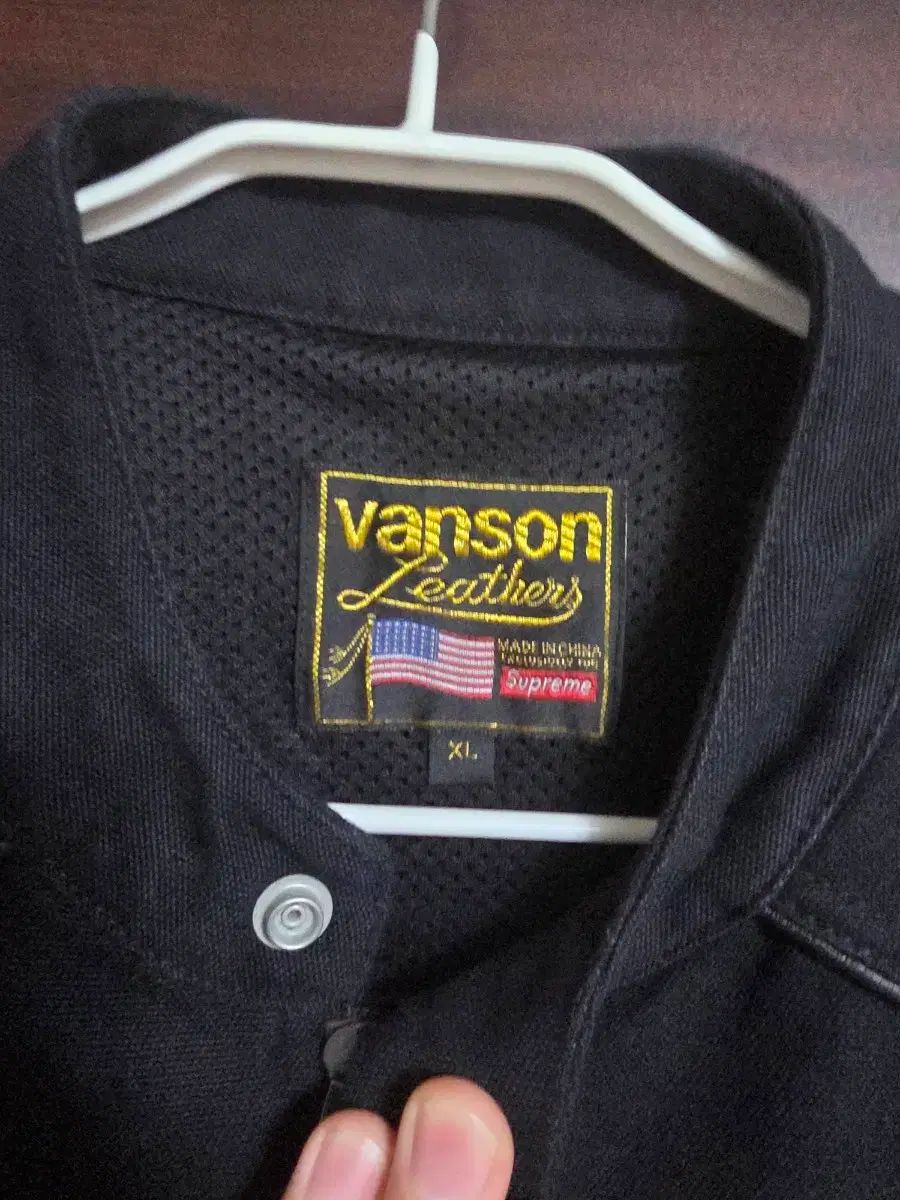 vanson
Leathers
MADE IN CHINA
EXCLUSIVELY FOR
Supreme
XL